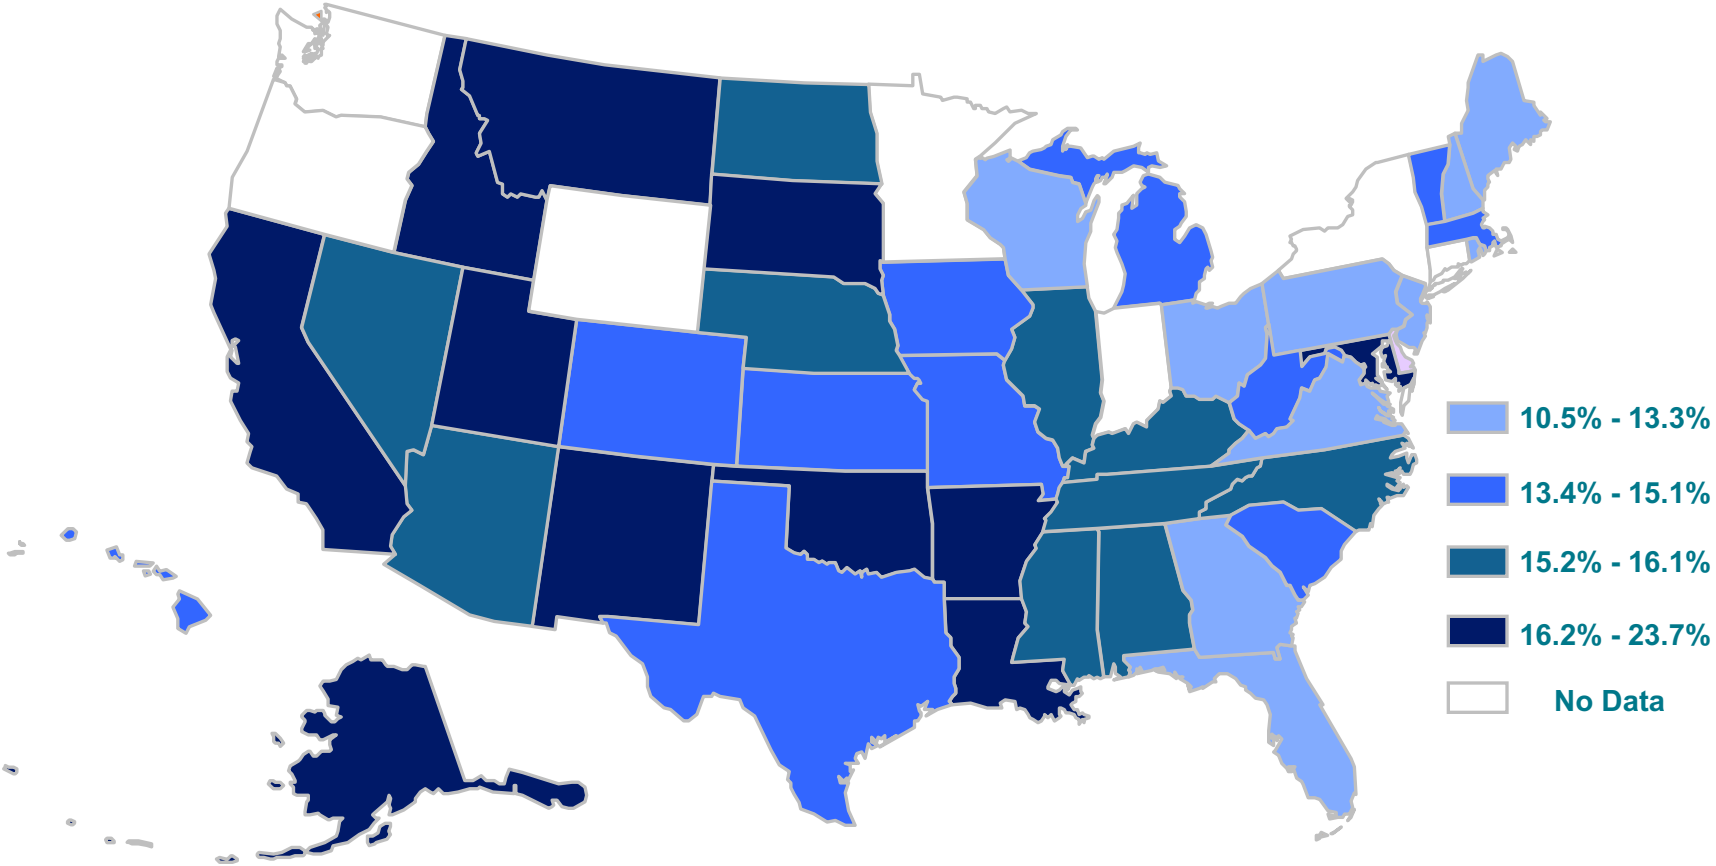 10.5% - 13.3%
13.4% - 15.1%
15.2% - 16.1%
16.2% - 23.7%
No Data